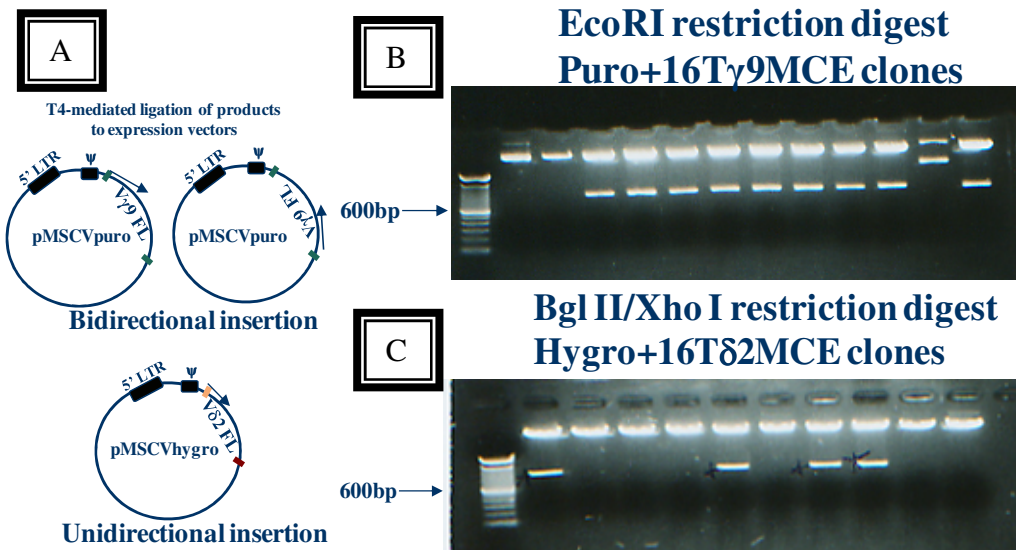 A
T4-mediated ligation of products
to expression vectors
5' LTR
Ψ
Vγ9 FL
pMSCVpuro
5' LTR
Ψ
Vγ9 FL
pMSCVpuro
Bidirectional insertion
5' LTR
Ψ
Vδ2 FL
pMSCVhygro
Unidirectional insertion
B
EcoRI restriction digest
Puro+16Tγ9MCE clones
600bp
C
Bgl II/Xho I restriction digest
Hygro+16Tδ2MCE clones
600bp